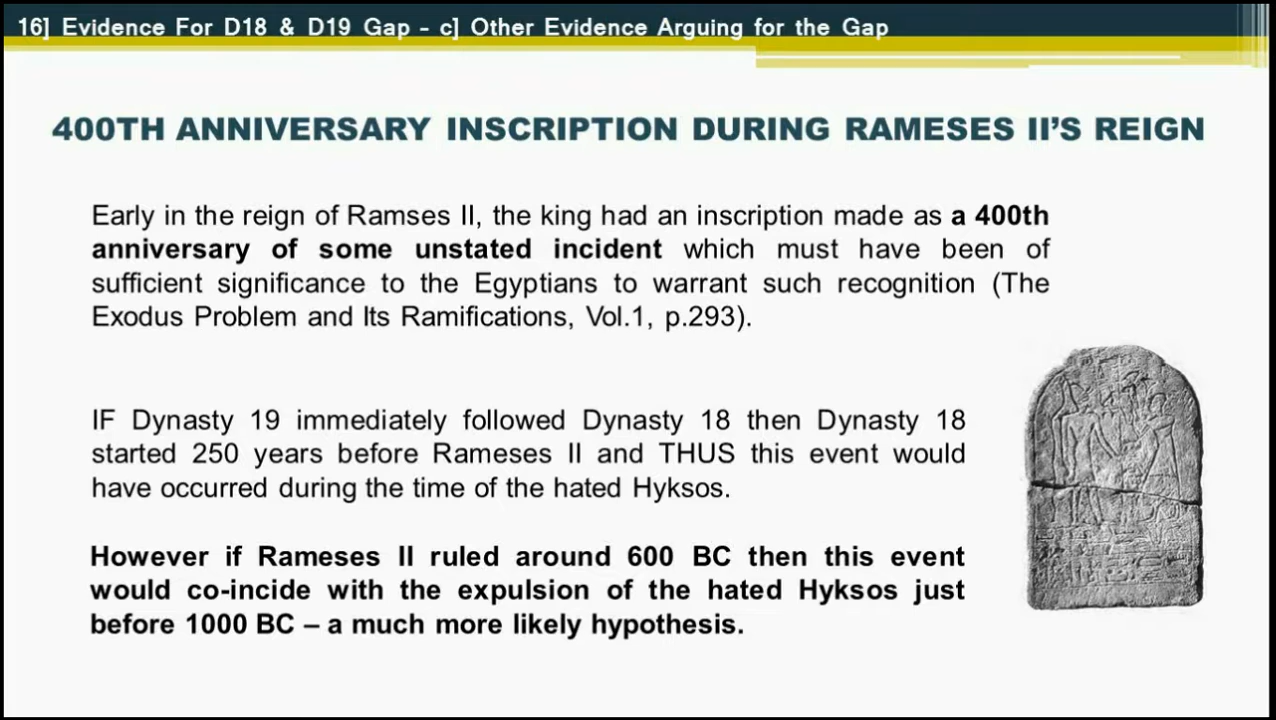 16] Evidence For D18 & D19 Gap - c] Other Evidence Arguing for the Gap
400TH ANNIVERSARY INSCRIPTION DURING RAMESES II'S REIGN
Early in the reign of Ramses II, the king had an inscription made as a 400th
anniversary of some unstated incident which must have been of
sufficient significance to the Egyptians to warrant such recognition (The
Exodus Problem and Its Ramifications, Vol.1, p.293).
IF Dynasty 19 immediately followed Dynasty 18 then Dynasty 18
started 250 years before Rameses II and THUS this event would
have occurred during the time of the hated Hyksos.
However if Rameses II ruled around 600 BC then this event
would co-incide with the expulsion of the hated Hyksos just
before 1000 BC – a much more likely hypothesis.